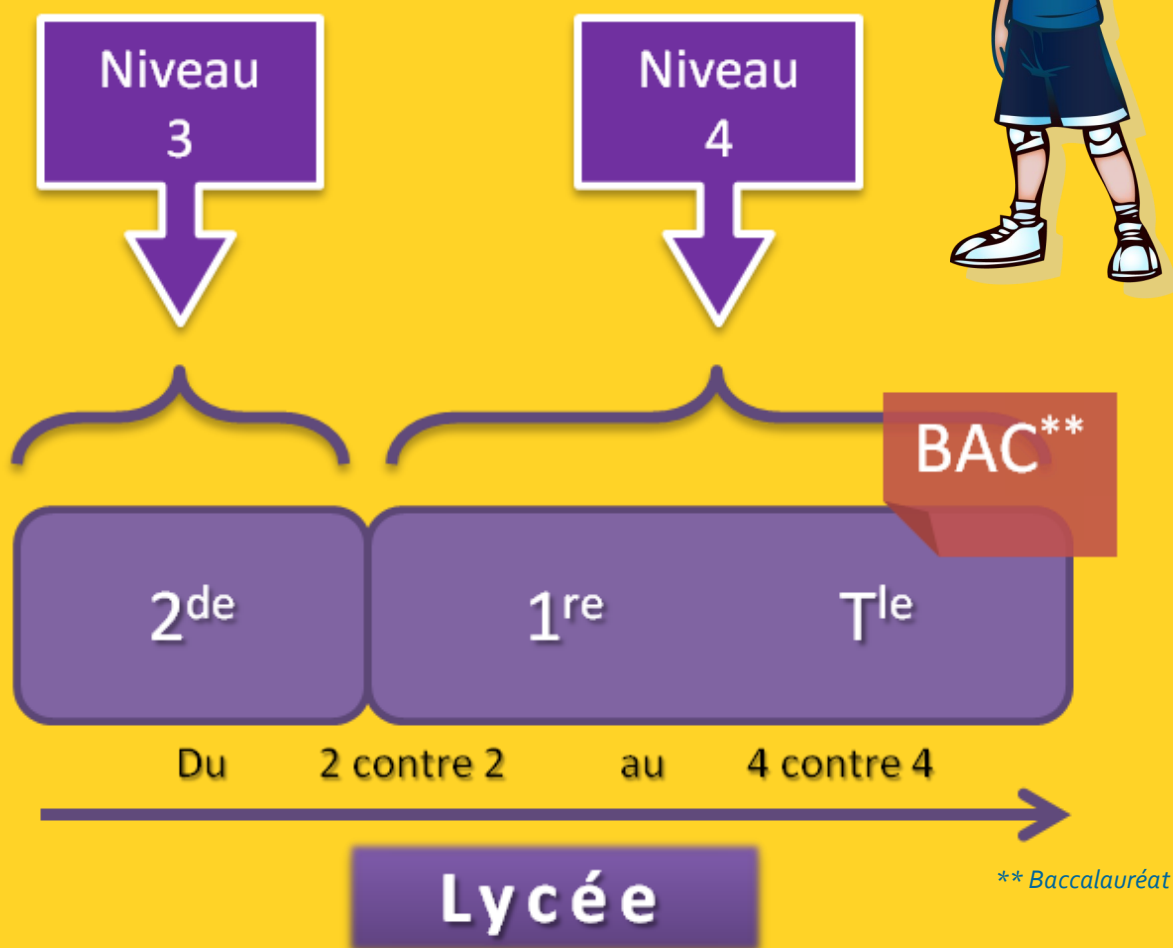 Niveau
3
Niveau
4
BAC**
2de
1re
Tle
Du 2 contre 2 au 4 contre 4
** Baccalauréat
Lycée